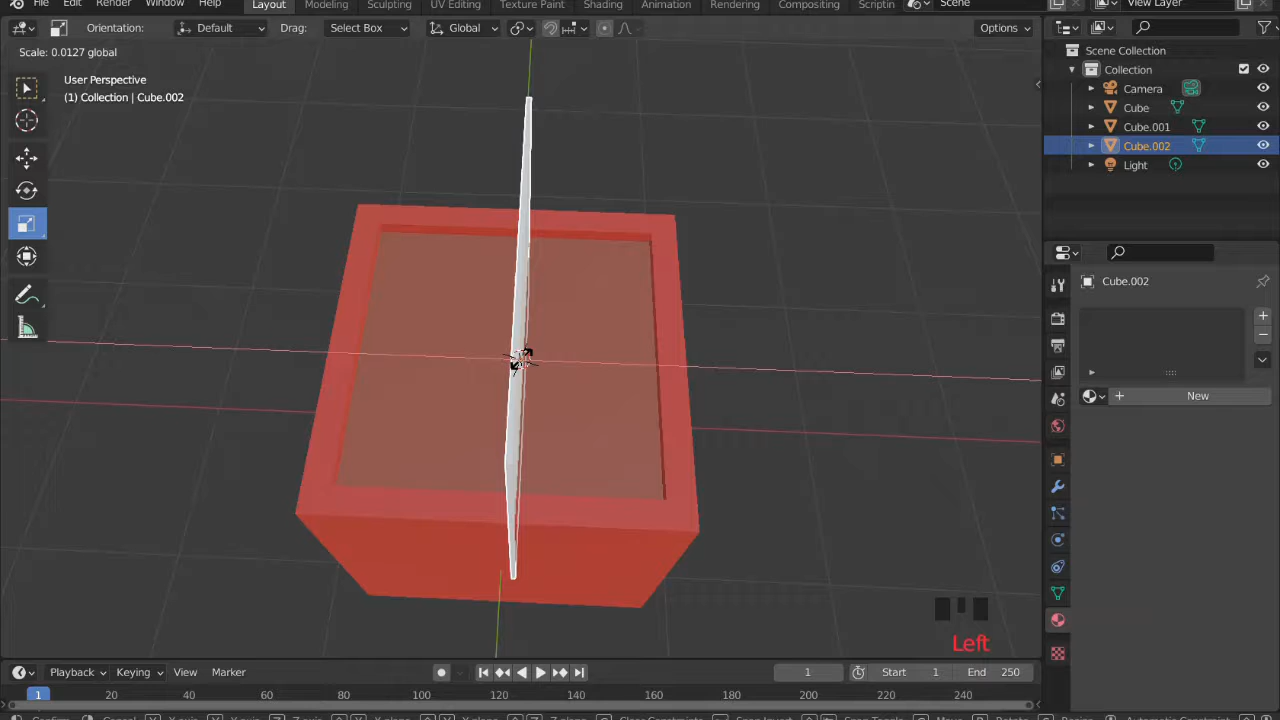 File Edit Render Window Help Layout Modeling Sculpting UV Editing Texture Paint Shading Animation Rendering Compositing Scriptin Scene View Layer
Orientation: Default Drag: Select Box Global Options
Scale: 0.0127 global
User Perspective
(1) Collection | Cube.002
Scene Collection
Collection
Camera
Cube
Cube.001
Cube.002
Light
Cube.002
New
Left
Playback Keying View Marker 1 Start 1 End 250
1 20 40 60 80 100 120 140 160 180 200 220 240